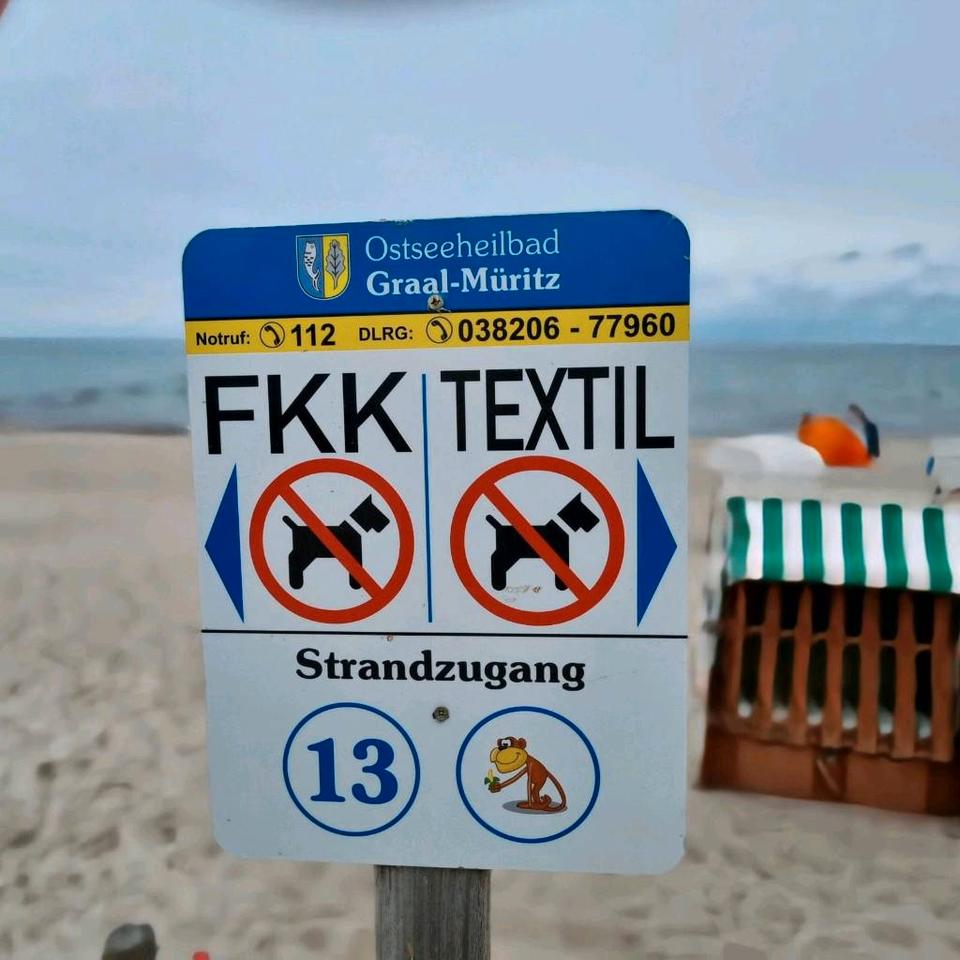 Ostseeheilbad
Graal-Müritz
Notruf: 112 DLRG: 038206 - 77960
FKK TEXTIL
Strandzugang
13